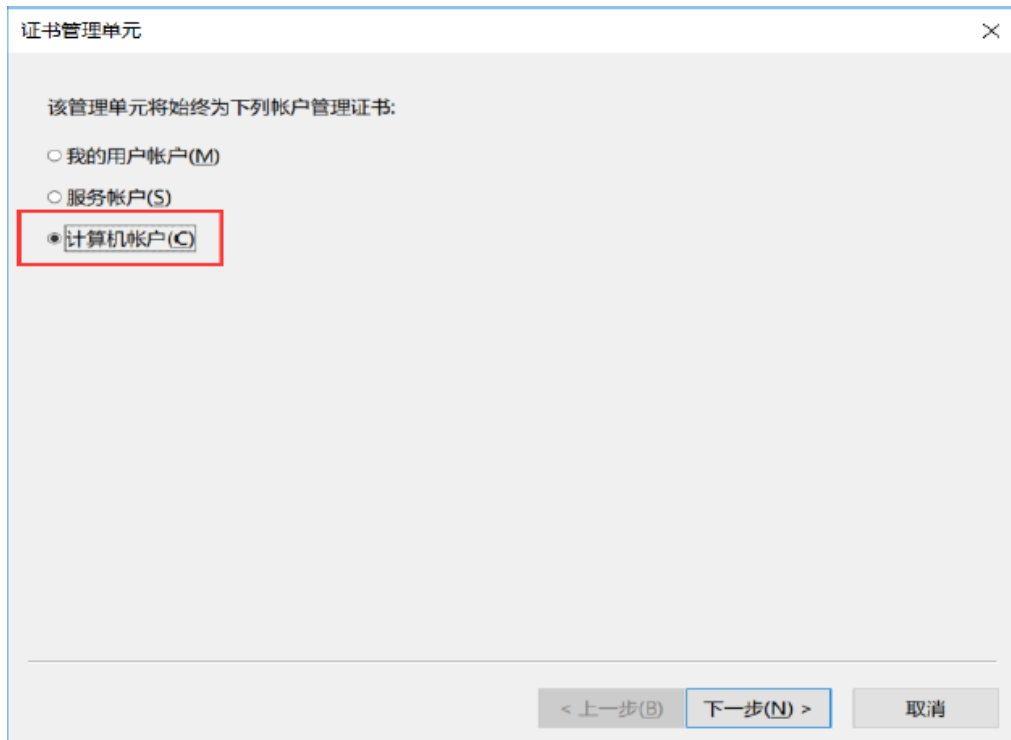 证书管理单元
该管理单元将始终为下列帐户管理证书:
我的用户帐户(M)
服务帐户(S)
计算机帐户(C)
< 上一步(B) 下一步(N) > 取消